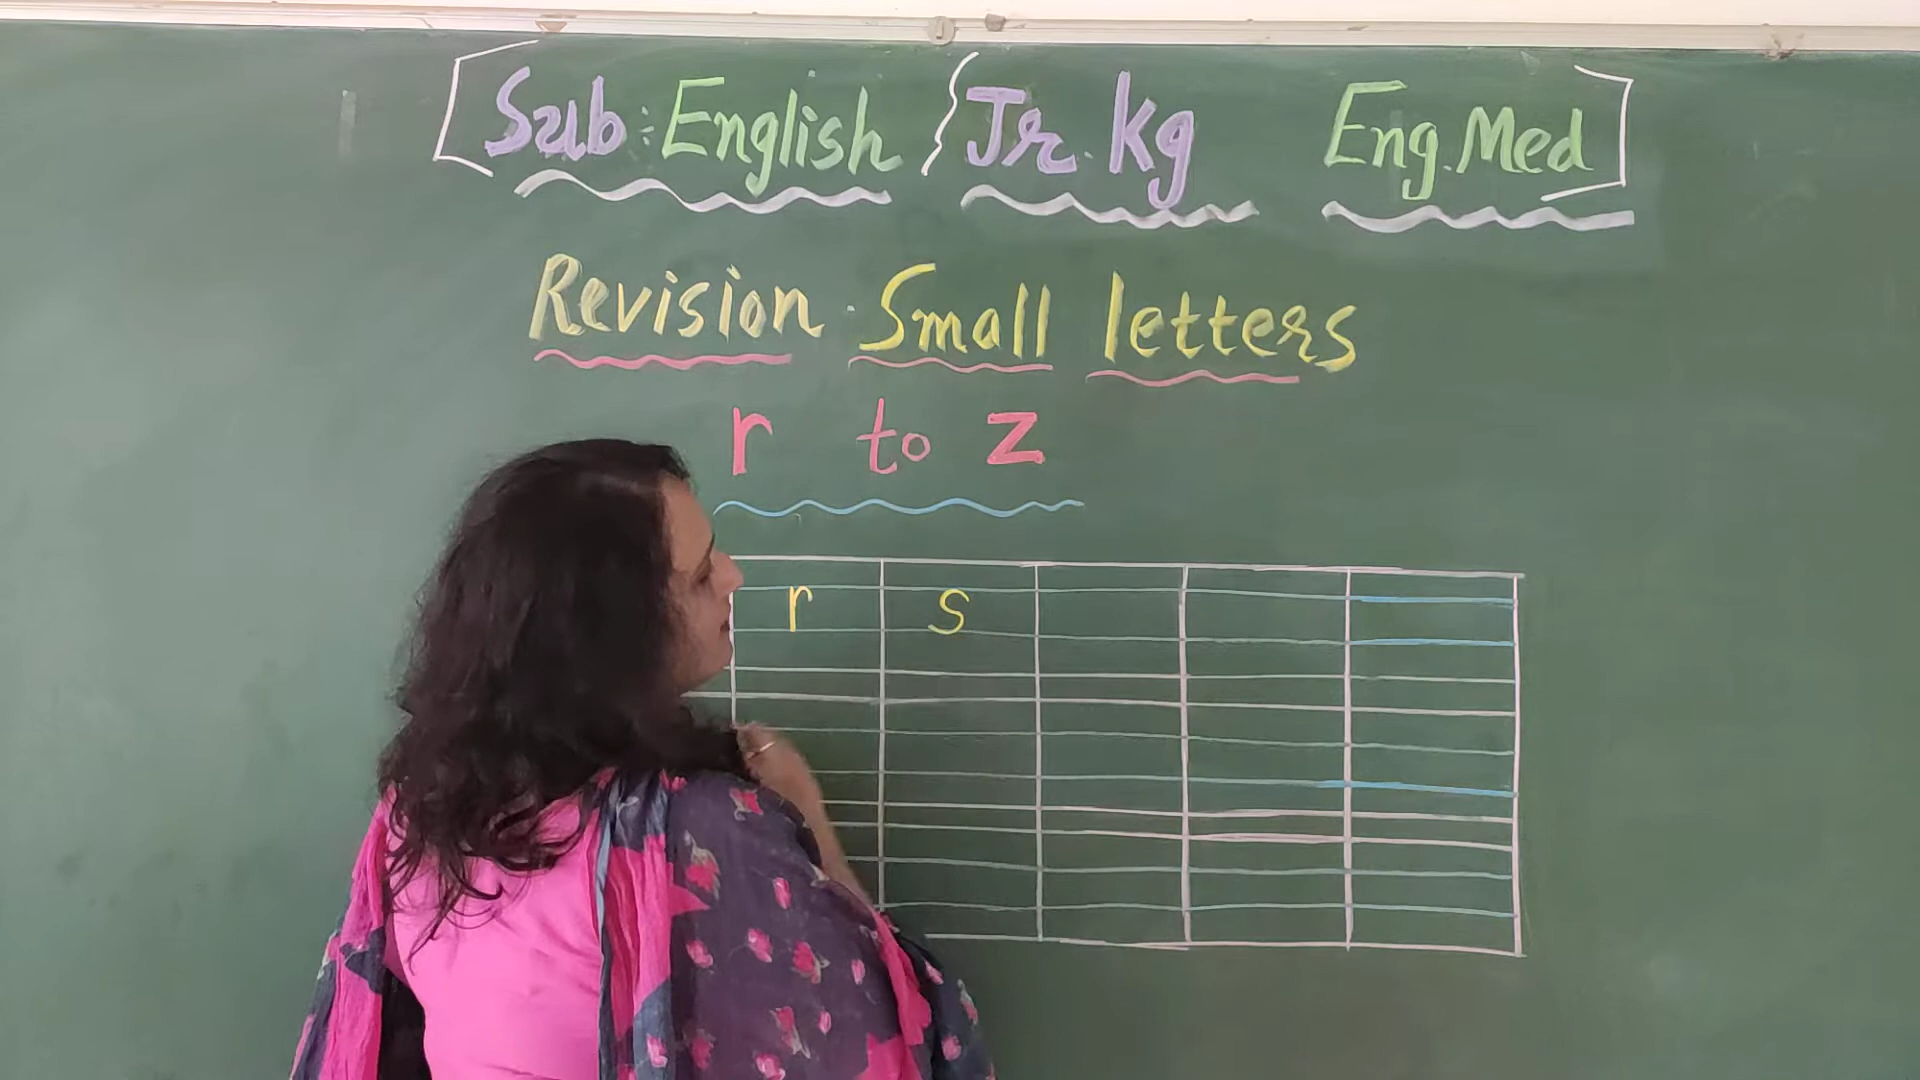 [Sub : English { Jr. Kg Eng. Med]
Revision Small letters
r to z
r s